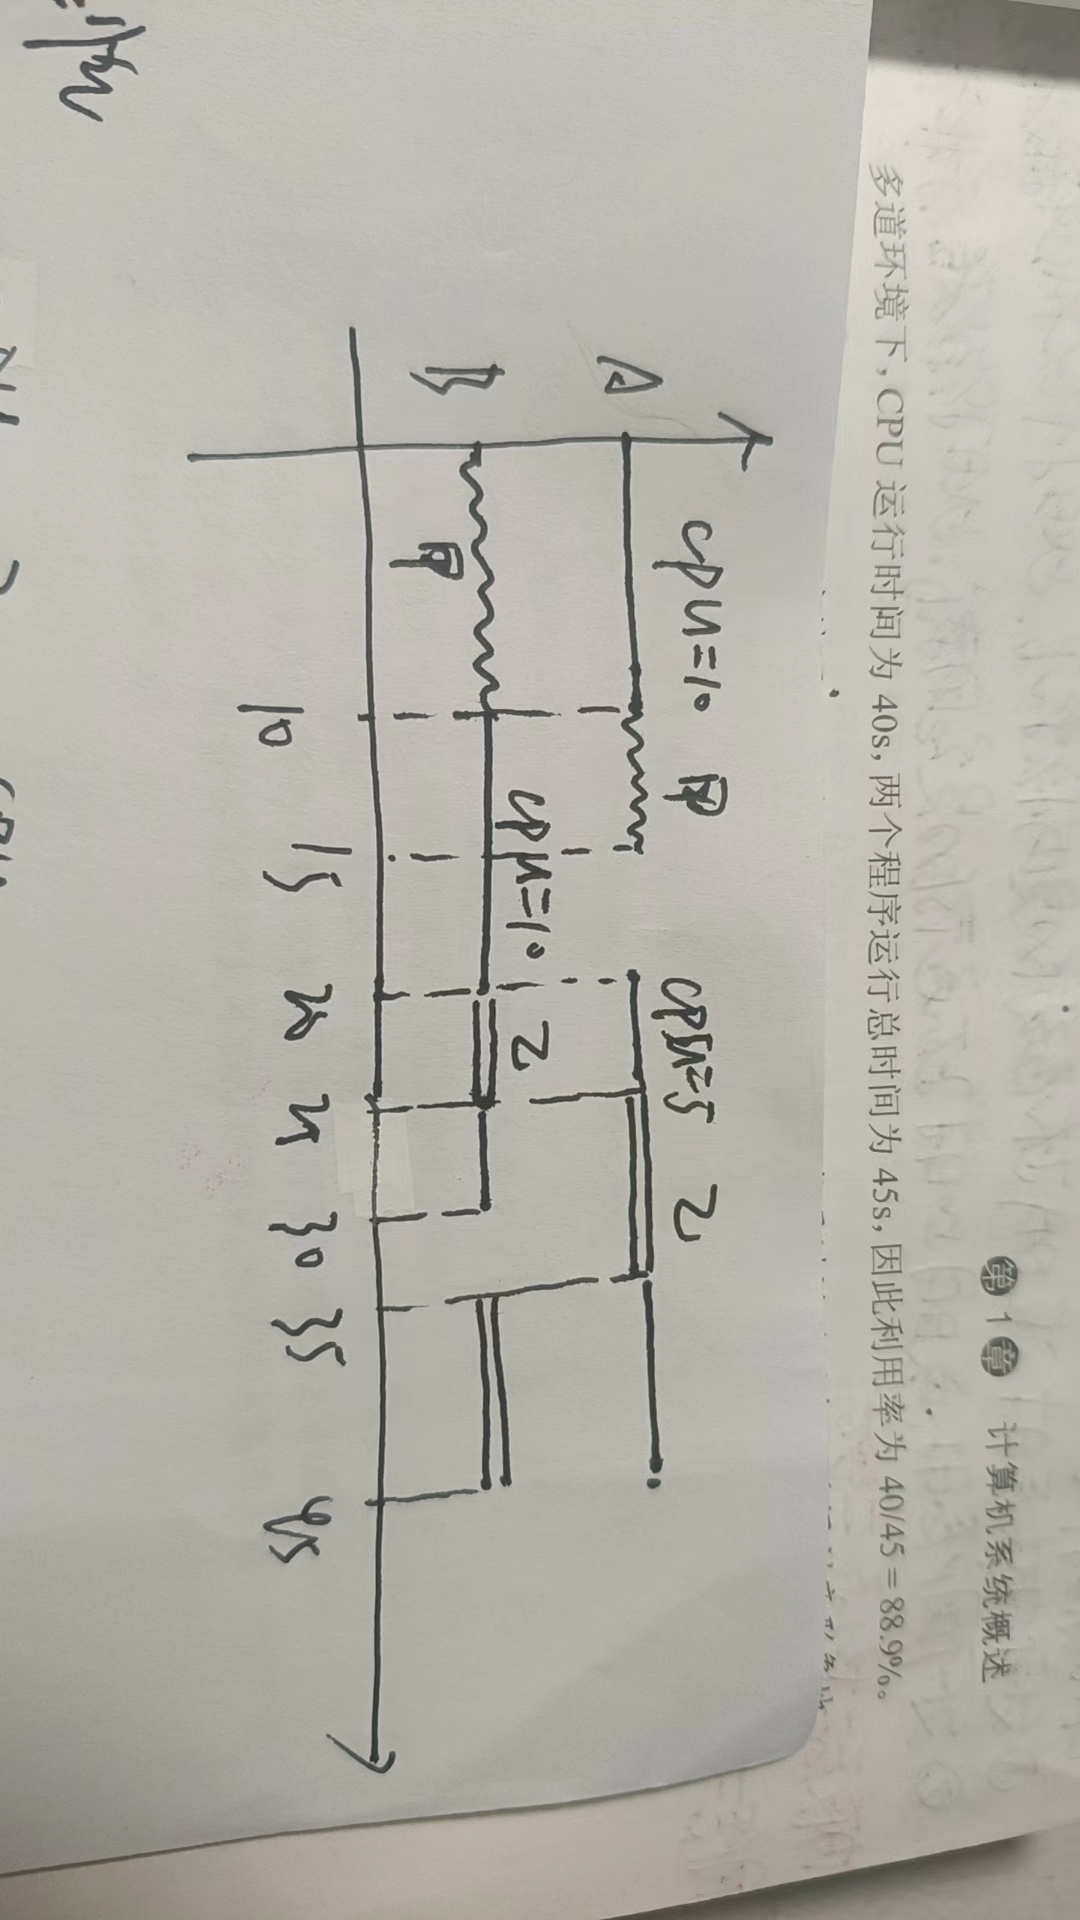 第1章 计算机系统概述
多道环境下，CPU 运行时间为 40s，两个程序运行总时间为 45s，因此利用率为 40/45＝88.9%。
CPU=10 甲 CPU=5 乙
A
CPU=10 乙
B
甲
10 15 20 25 30 35 45